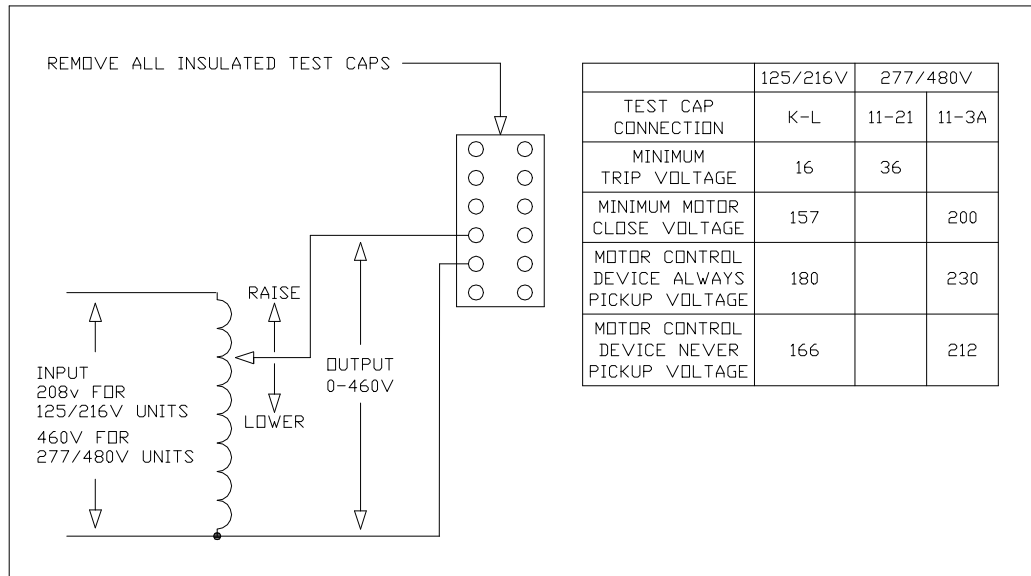 REMOVE ALL INSULATED TEST CAPS
125/216V 277/480V
TEST CAP
CONNECTION
K-L 11-21 11-3A
MINIMUM
TRIP VOLTAGE
16 36
MINIMUM MOTOR
CLOSE VOLTAGE
157 200
MOTOR CONTROL
DEVICE ALWAYS
PICKUP VOLTAGE
180 230
MOTOR CONTROL
DEVICE NEVER
PICKUP VOLTAGE
166 212
RAISE
LOWER
OUTPUT
0-460V
INPUT
208v FOR
125/216V UNITS
460V FOR
277/480V UNITS